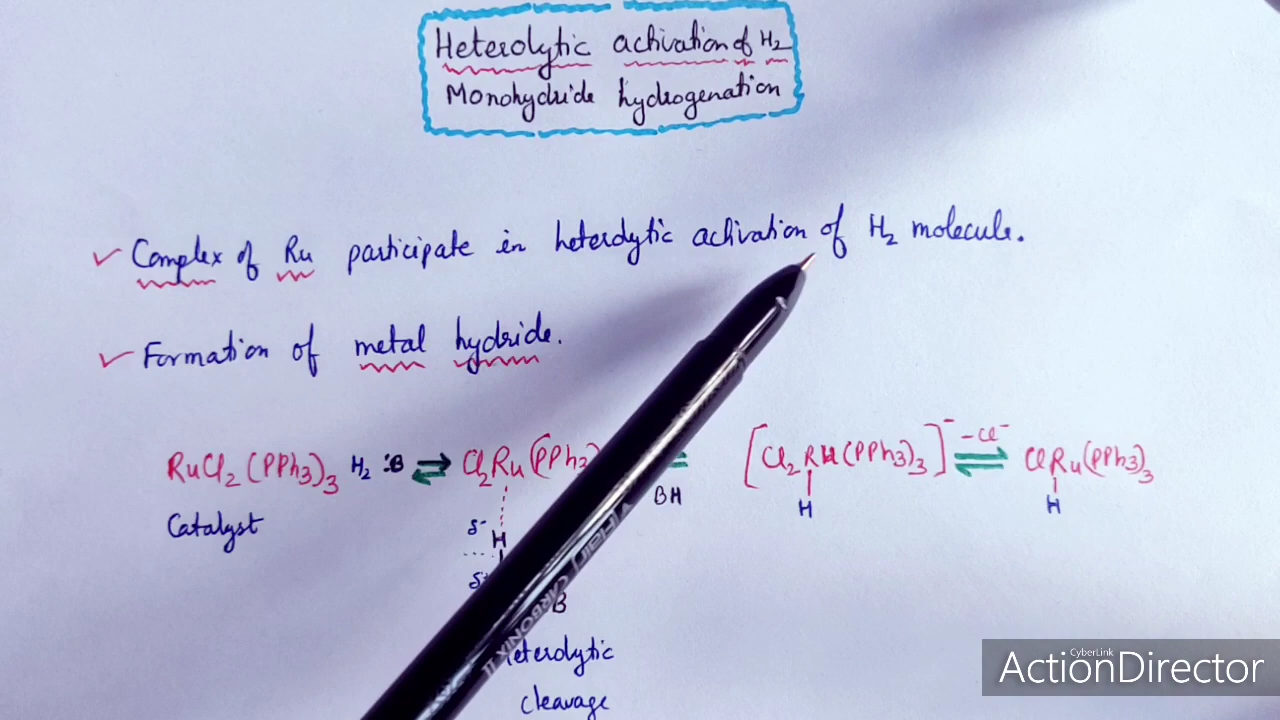 Heterolytic activation of H₂
Monohydride hydrogenation
✓ Complex of Ru participate in heterolytic activation of H₂ molecule.
✓ Formation of metal hydride.
RuCl₂(PPh₃)₃ H₂ :B ⇌ Cl₂Ru(PPh₃) ⇌ [Cl₂Ru(PPh₃)₃]⁻ -Cl⁻ ⇌ ClRu(PPh₃)₃
BH
H H
Catalyst
δ⁻ H
δ⁺
B
Heterolytic
cleavage
CyberLink
ActionDirector